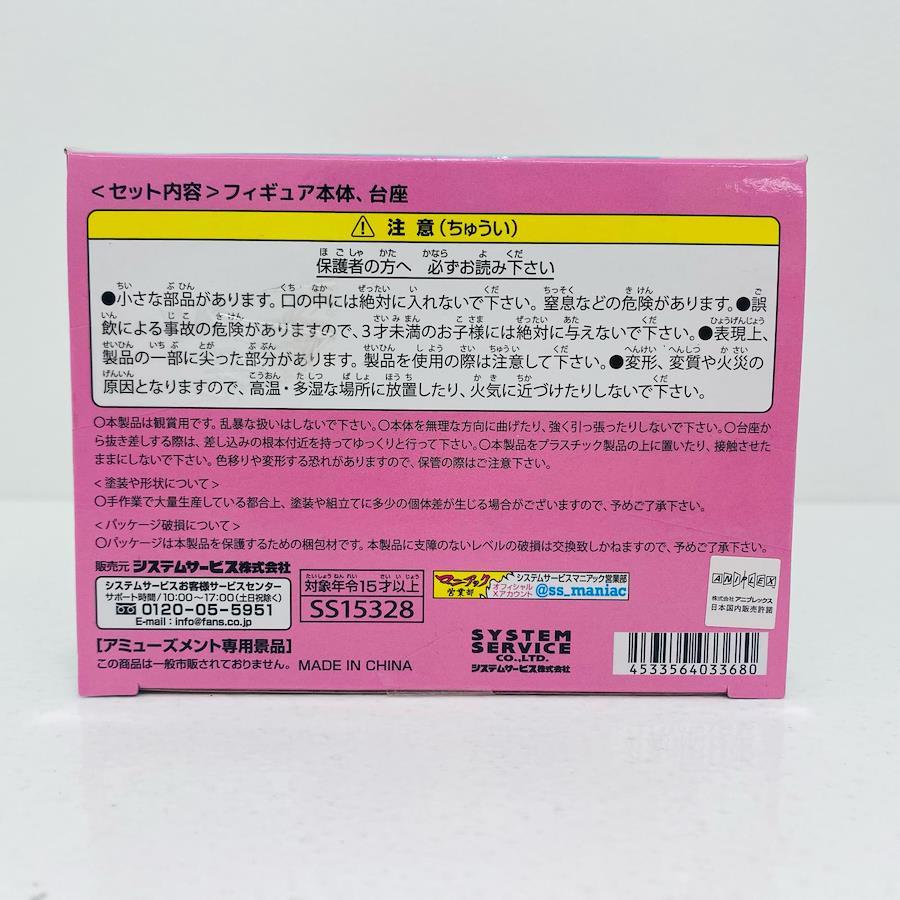 <セット内容>フィギュア本体、台座
⚠ 注 意(ちゅうい)
保護者の方へ 必ずお読み下さい
●小さな部品があります。口の中には絶対に入れないで下さい。窒息などの危険があります。●誤
飲による事故の危険がありますので、3才未満のお子様には絶対に与えないで下さい。●表現上、
製品の一部に尖った部分があります。製品を使用の際は注意して下さい。●変形、変質や火災の
原因となりますので、高温・多湿な場所に放置したり、火気に近づけたりしないで下さい。
○本製品は観賞用です。乱暴な扱いはしないで下さい。○本体を無理な方向に曲げたり、強く引っ張ったりしないで下さい。○台座か
ら抜き差しする際は、差し込みの根本付近を持ってゆっくりと行って下さい。○本製品をプラスチック製品の上に置いたり、接触させた
ままにしないで下さい。色移りや変形する恐れがありますので、保管の際はご注意下さい。
<塗装や形状について>
○手作業で大量生産している都合上、塗装や組立てに多少の個体差が生じる場合がございますので、予めご了承下さい。
<パッケージ破損について>
○パッケージは本製品を保護するための梱包材です。本製品に支障のないレベルの破損は交換致しかねますので、予めご了承下さい。
販売元 システムサービス株式会社
システムサービスお客様サービスセンター
サポート時間/10:00~17:00(土日祝除く)
0120-05-5951
E-mail:info@fans.co.jp
たいしょうねんれい さいいじょう
対象年令15才以上
SS15328
マニアック
営業部
システムサービスマニアック営業部
オフィシャル
Xアカウント @ss_maniac
ANIPLEX
株式会社アニプレックス
日本国内販売許諾
[アミューズメント専用景品]
この商品は一般市販されておりません。 MADE IN CHINA
SYSTEM
SERVICE
CO.,LTD.
システムサービス株式会社
4533564033680